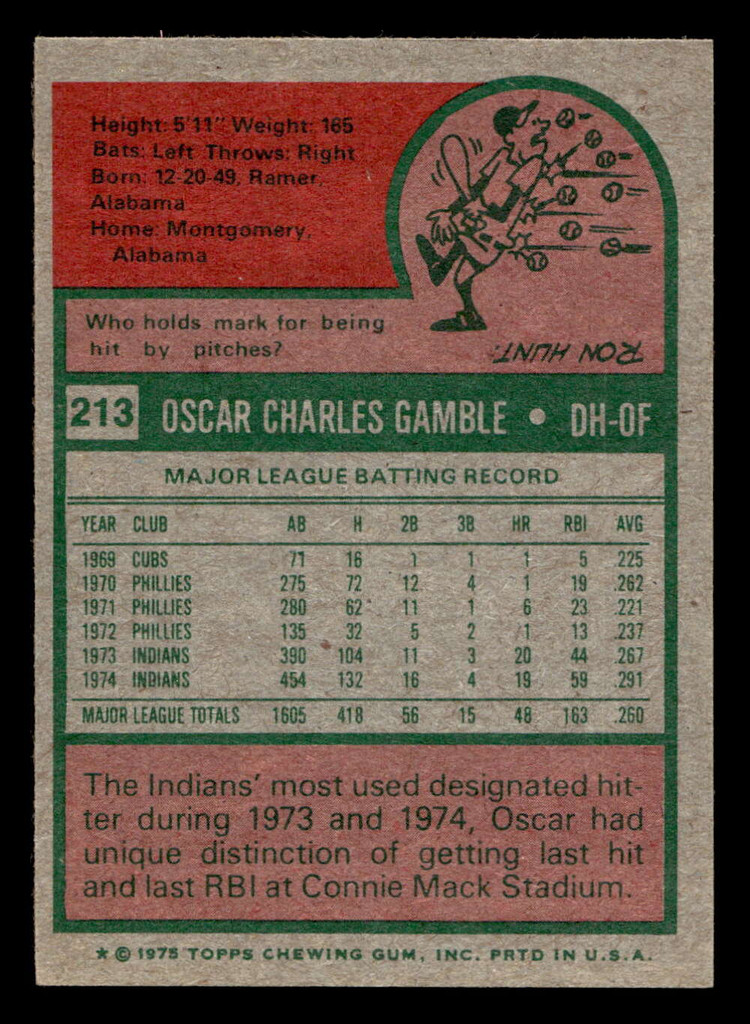 Height: 5'11" Weight: 165
Bats: Left Throws: Right
Born: 12-20-49, Ramer,
Alabama
Home: Montgomery,
Alabama
Who holds mark for being
hit by pitches?
RON HUNT.
213 OSCAR CHARLES GAMBLE • DH-OF
MAJOR LEAGUE BATTING RECORD
YEAR CLUB AB H 2B 3B HR RBI AVG
1969 CUBS 71 16 1 1 1 5 .225
1970 PHILLIES 275 72 12 4 1 19 .262
1971 PHILLIES 280 62 11 1 6 23 .221
1972 PHILLIES 135 32 5 2 1 13 .237
1973 INDIANS 390 104 11 3 20 44 .267
1974 INDIANS 454 132 16 4 19 59 .291
MAJOR LEAGUE TOTALS 1605 418 56 15 48 163 .260
The Indians' most used designated hit-
ter during 1973 and 1974, Oscar had
unique distinction of getting last hit
and last RBI at Connie Mack Stadium.
★ © 1975 TOPPS CHEWING GUM, INC. PRTD IN U.S.A.